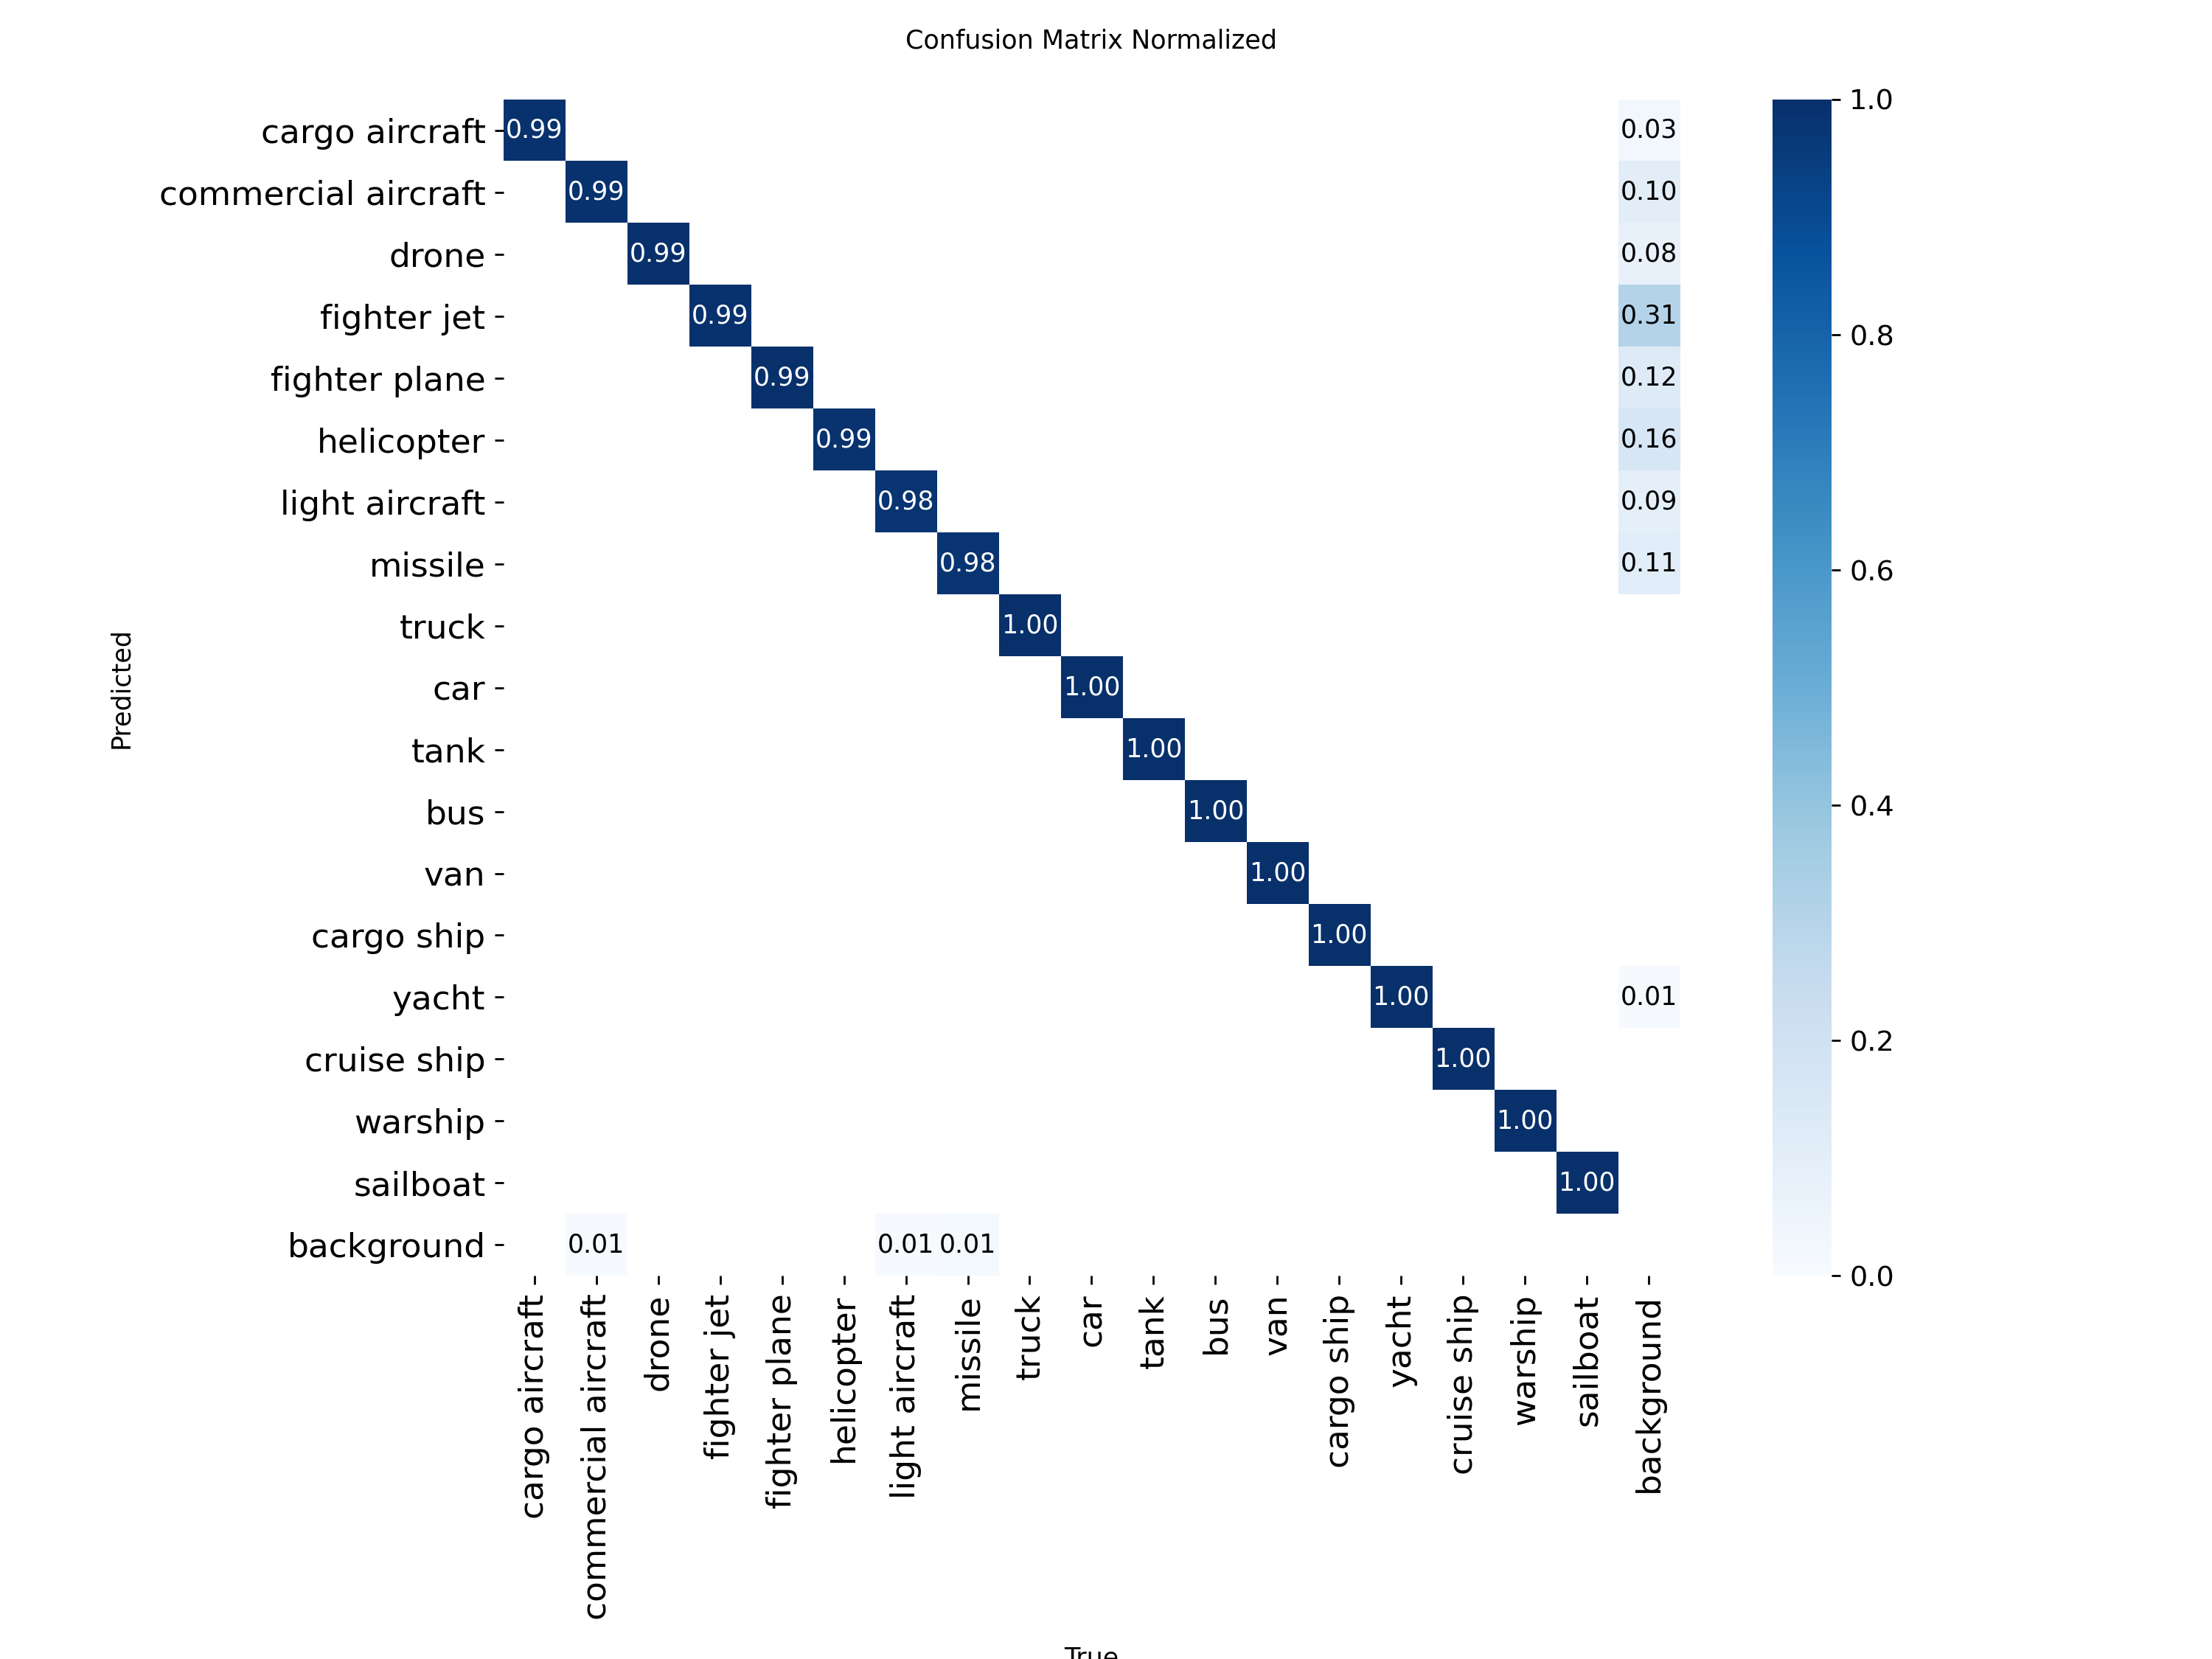 Confusion Matrix Normalized
cargo aircraft 0.99 0.03 1.0
commercial aircraft 0.99 0.10
drone 0.99 0.08
fighter jet 0.99 0.31
0.8
fighter plane 0.99 0.12
helicopter 0.99 0.16
light aircraft 0.98 0.09
missile 0.98 0.11
0.6
truck 1.00
Predicted
car 1.00
tank 1.00
bus 1.00
0.4
van 1.00
cargo ship 1.00
yacht 1.00 0.01
0.2
cruise ship 1.00
warship 1.00
sailboat 1.00
background 0.01 0.01 0.01
0.0
cargo aircraft
commercial aircraft
drone
fighter jet
fighter plane
helicopter
light aircraft
missile
truck
car
tank
bus
van
cargo ship
yacht
cruise ship
warship
sailboat
background
True